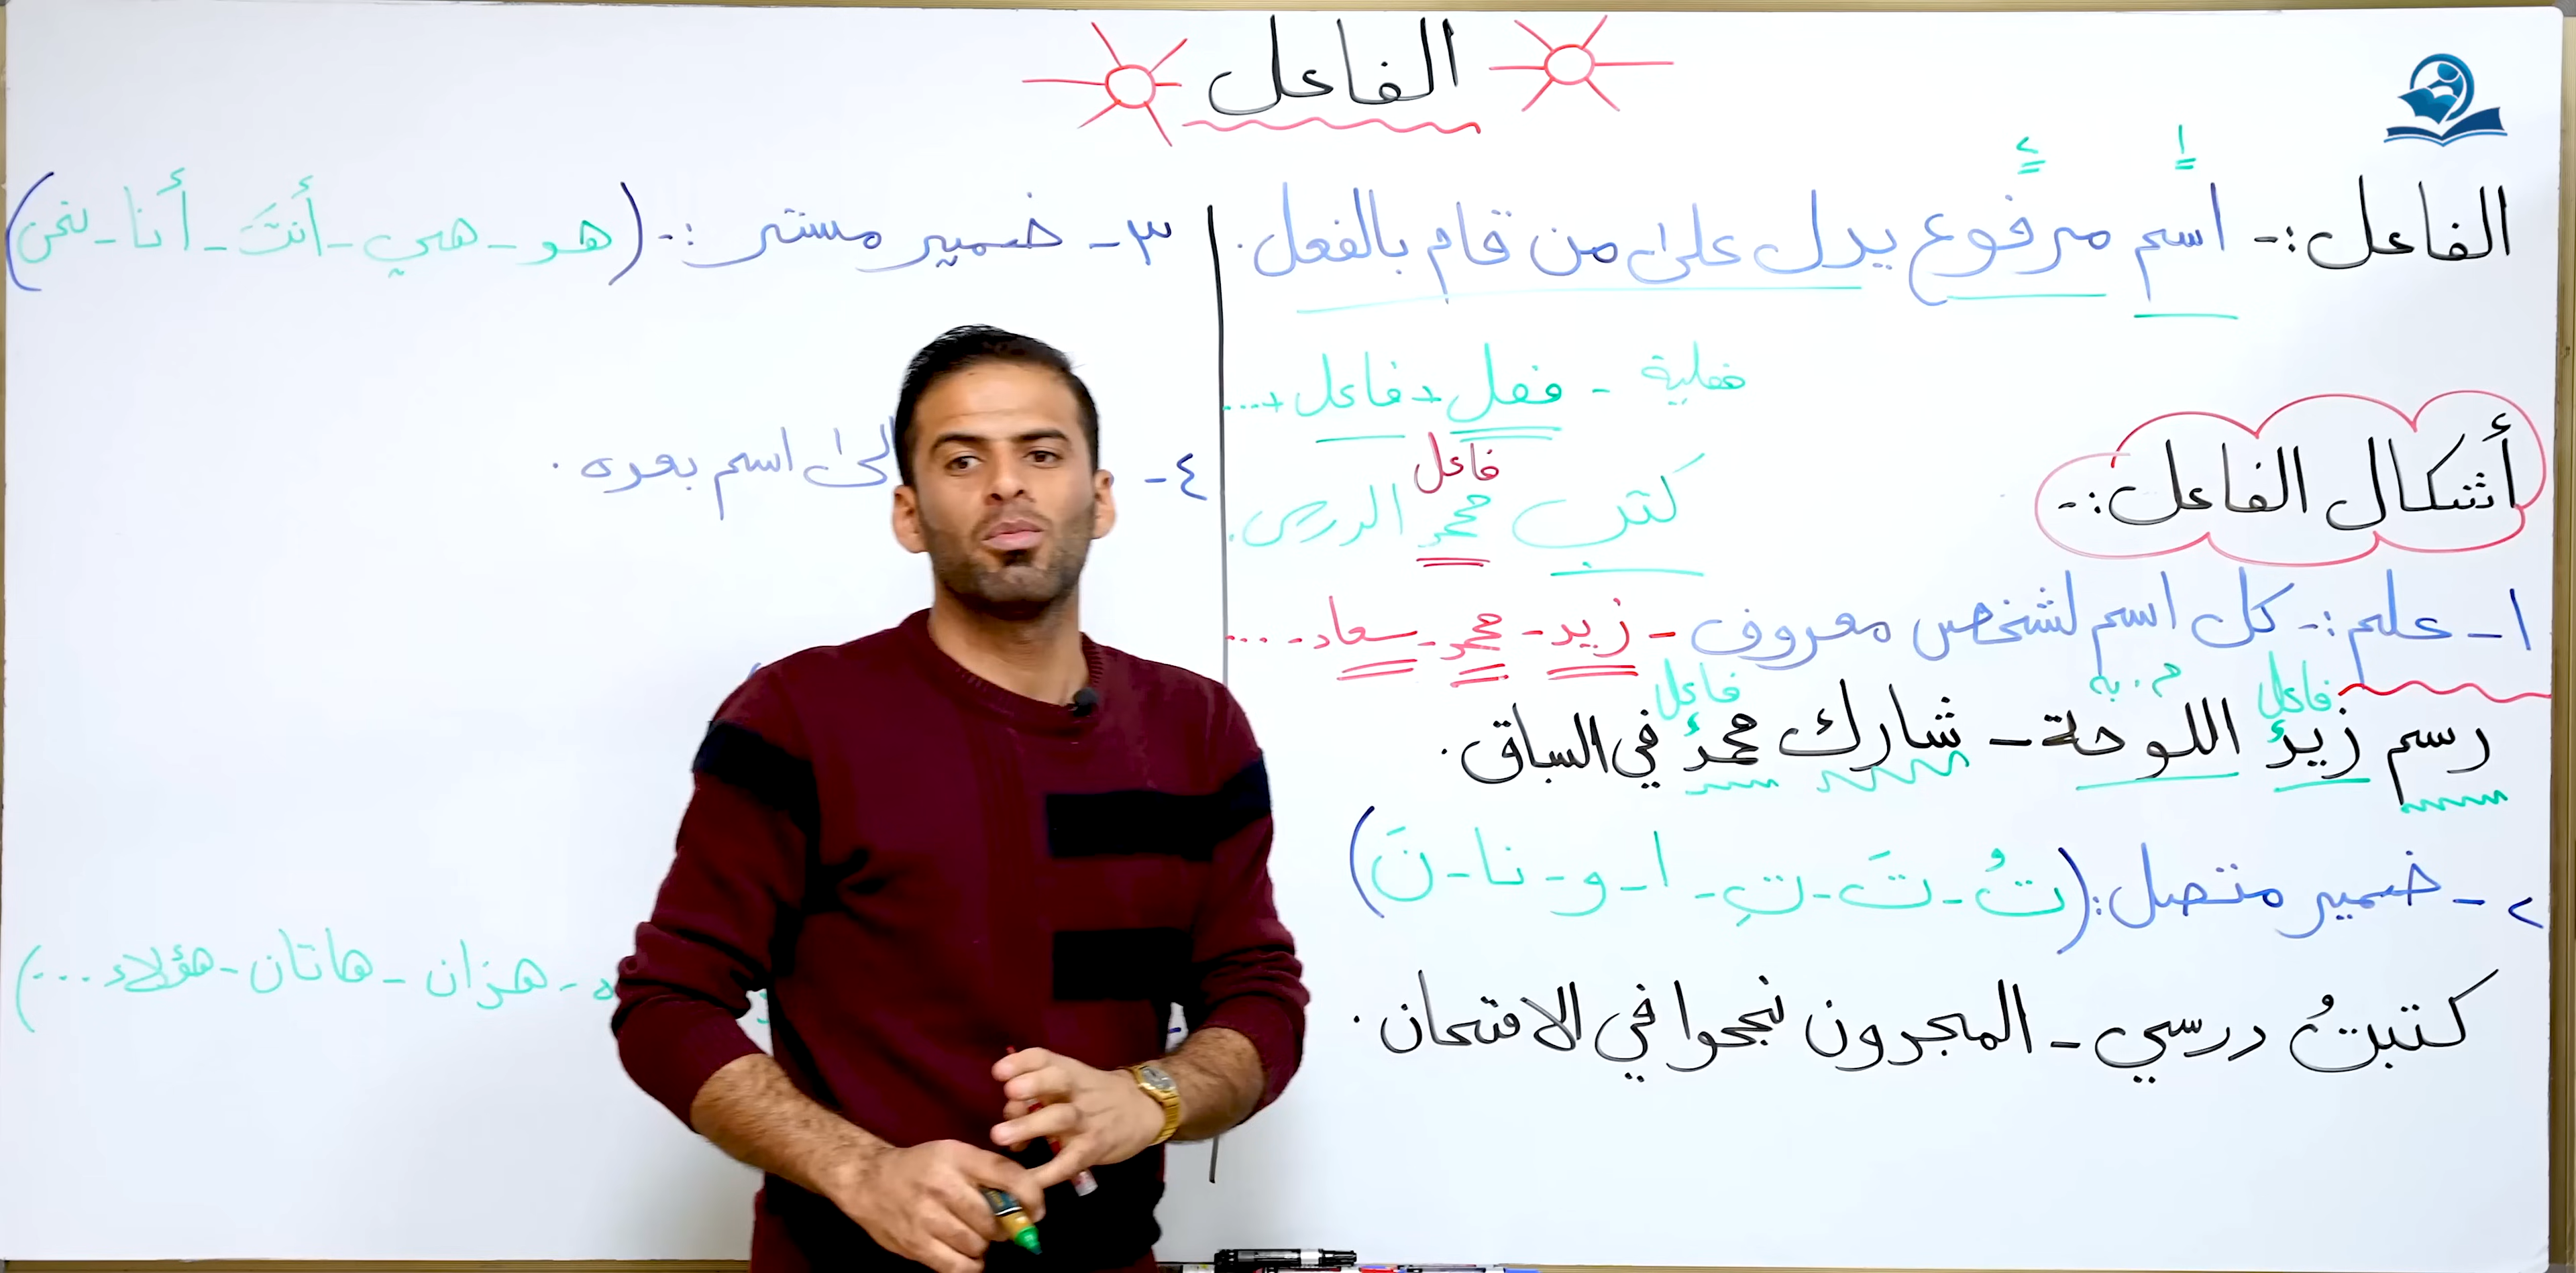 الفاعل
١ ٢
الفاعل :- اسم مرفوع يدل على من قام بالفعل.
فعلية - فعل + فاعل + ...
أشكال الفاعل :-
فاعل
كتب محمد الدرس.
١- علم :- كل اسم لشخص معروف - زيد - محمد - سعاد - ...
فاعل م. به فاعل
رسم زيدُ اللوحة - شارك محمدُ في السباق.
٢- ضمير متصل: (تُ - تَ - تِ - ا - و - نا - نَ)
كتبتُ درسي - المجدون نجحوا في الامتحان.
٣- ضمير مستتر :- (هو - هي - أنتَ - أنا - نحن)
٤- إلى اسم بعده.
ه - هذان - هاتان - هؤلاء ...)